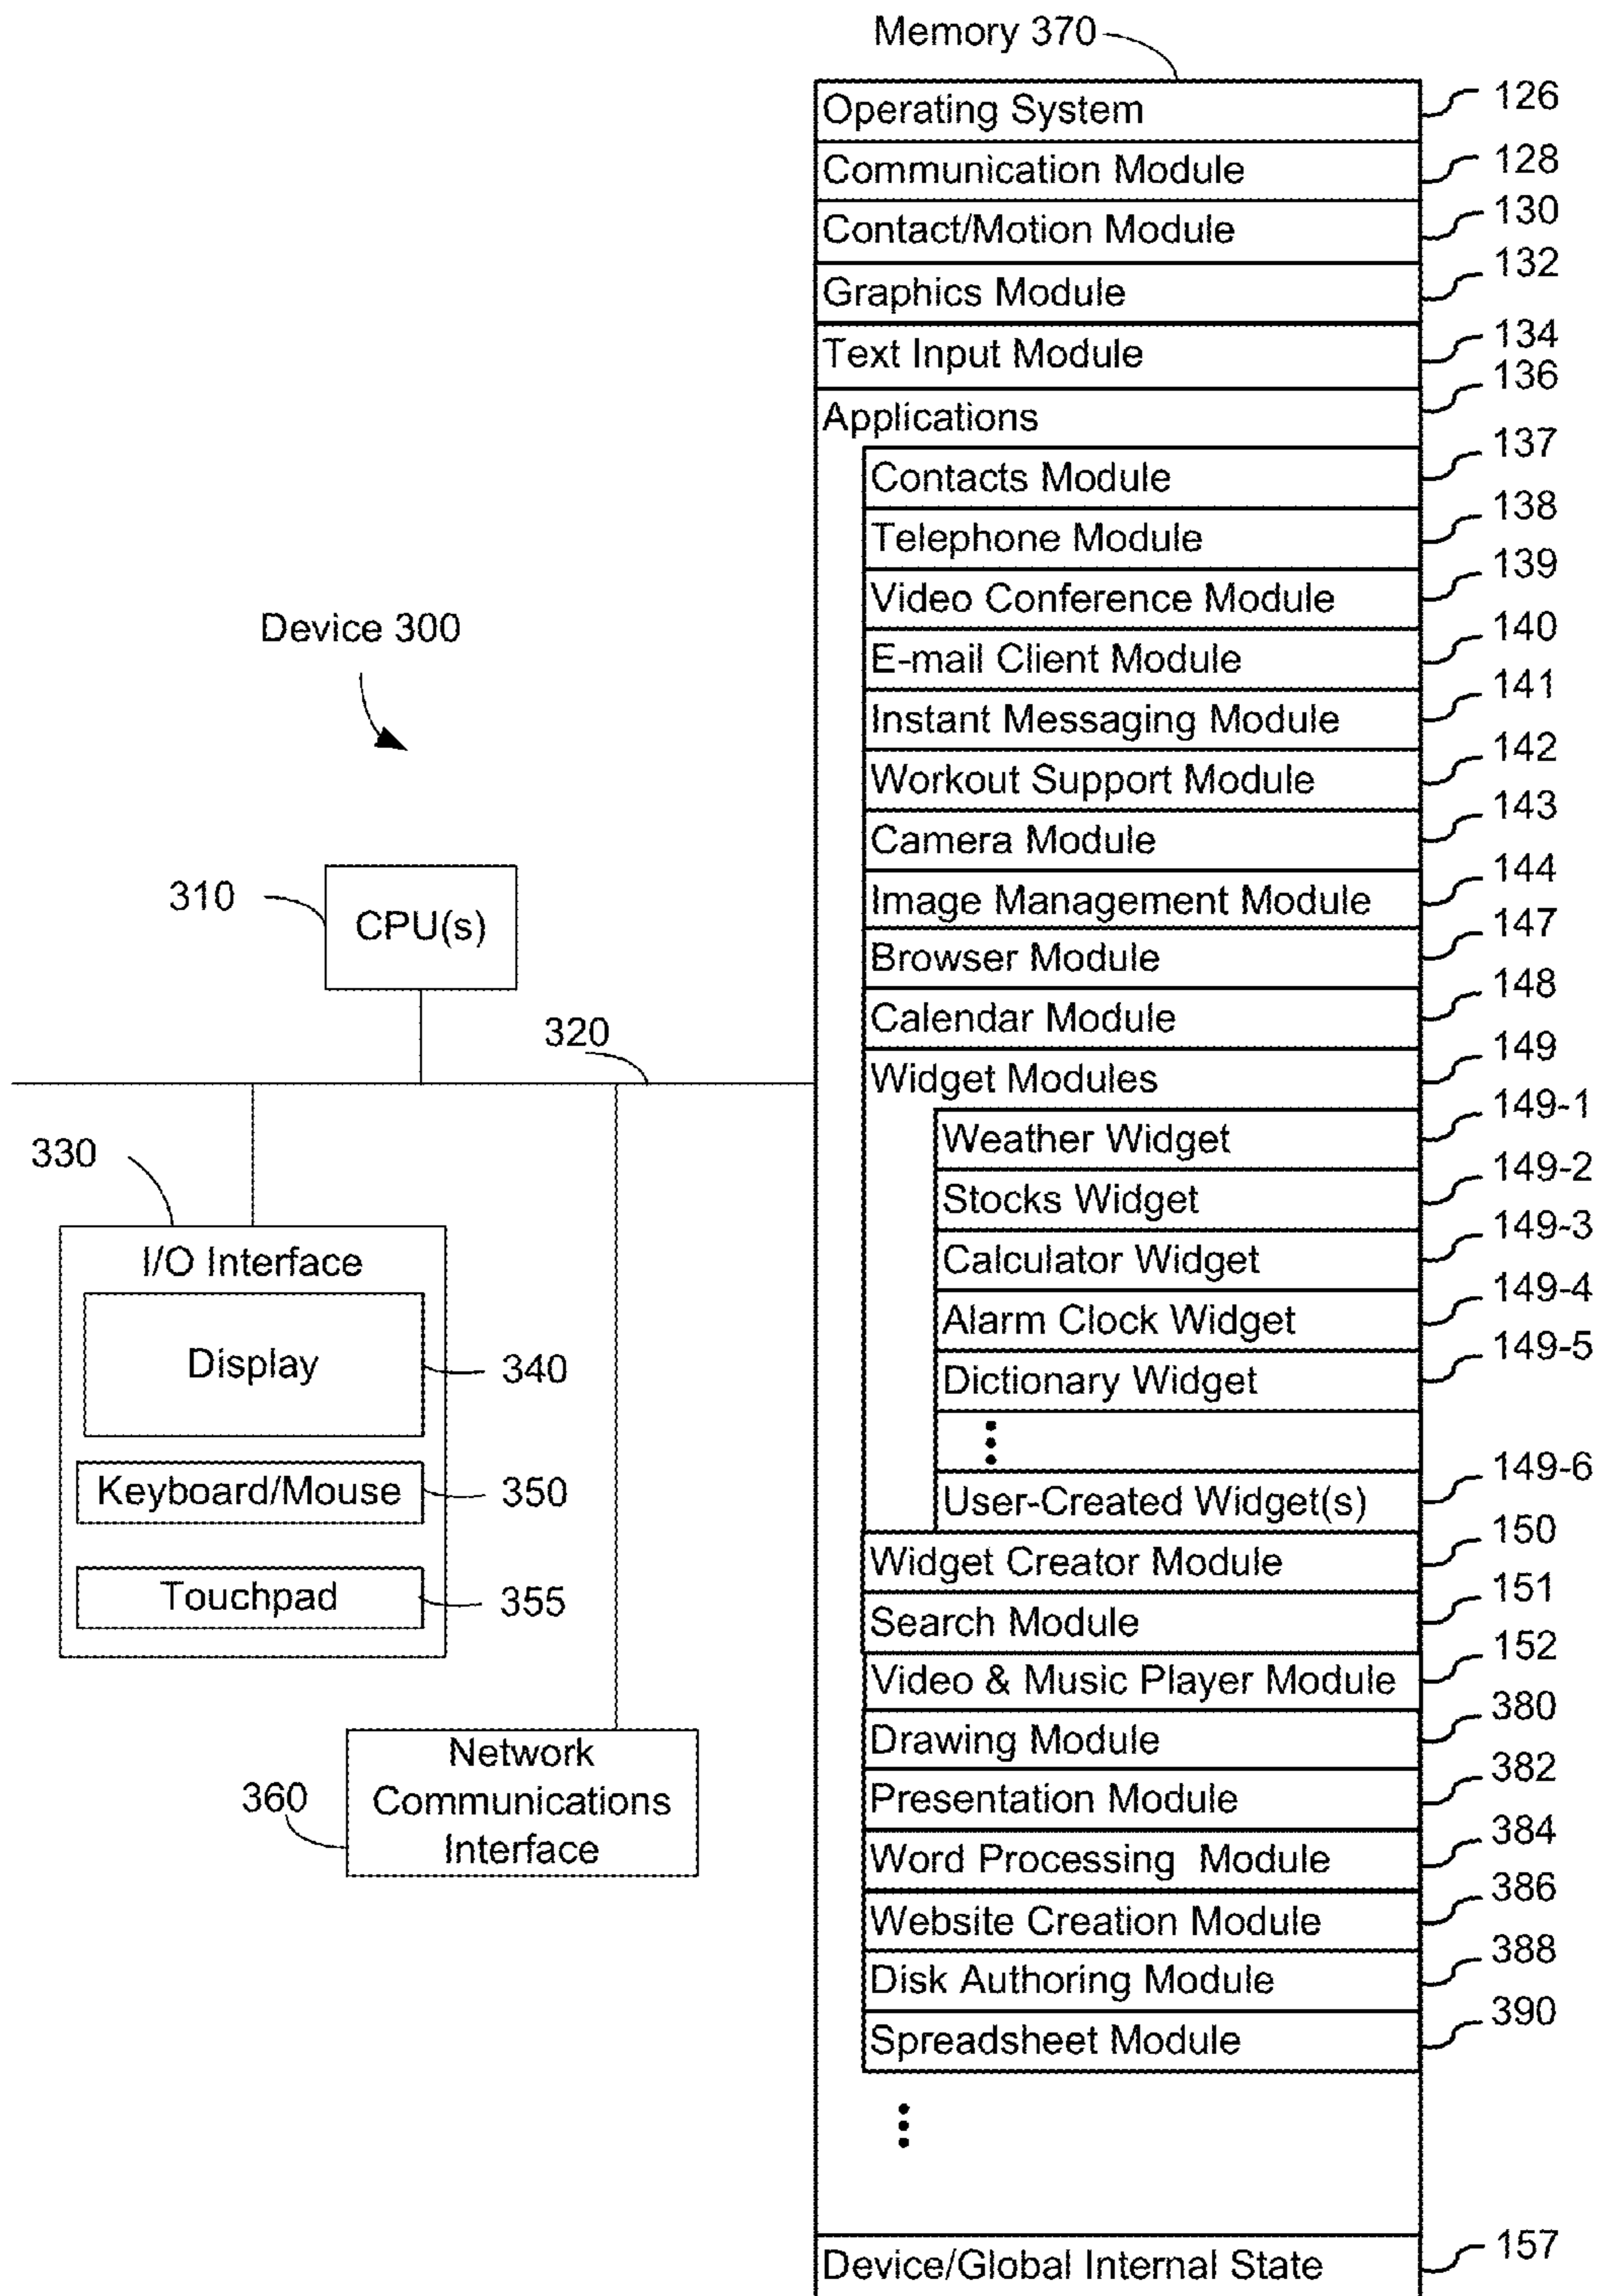 Memory 370
Operating System 126
Communication Module 128
Contact/Motion Module 130
Graphics Module 132
Text Input Module 134
Applications 136
Contacts Module 137
Telephone Module 138
Video Conference Module 139
E-mail Client Module 140
Instant Messaging Module 141
Workout Support Module 142
Camera Module 143
Image Management Module 144
Browser Module 147
Calendar Module 148
Widget Modules 149
Weather Widget 149-1
Stocks Widget 149-2
Calculator Widget 149-3
Alarm Clock Widget 149-4
Dictionary Widget 149-5
User-Created Widget(s) 149-6
Widget Creator Module 150
Search Module 151
Video & Music Player Module 152
Drawing Module 380
Presentation Module 382
Word Processing Module 384
Website Creation Module 386
Disk Authoring Module 388
Spreadsheet Module 390
Device/Global Internal State 157
Device 300
310
CPU(s)
320
330
I/O Interface
Display 340
Keyboard/Mouse 350
Touchpad 355
360
Network
Communications
Interface